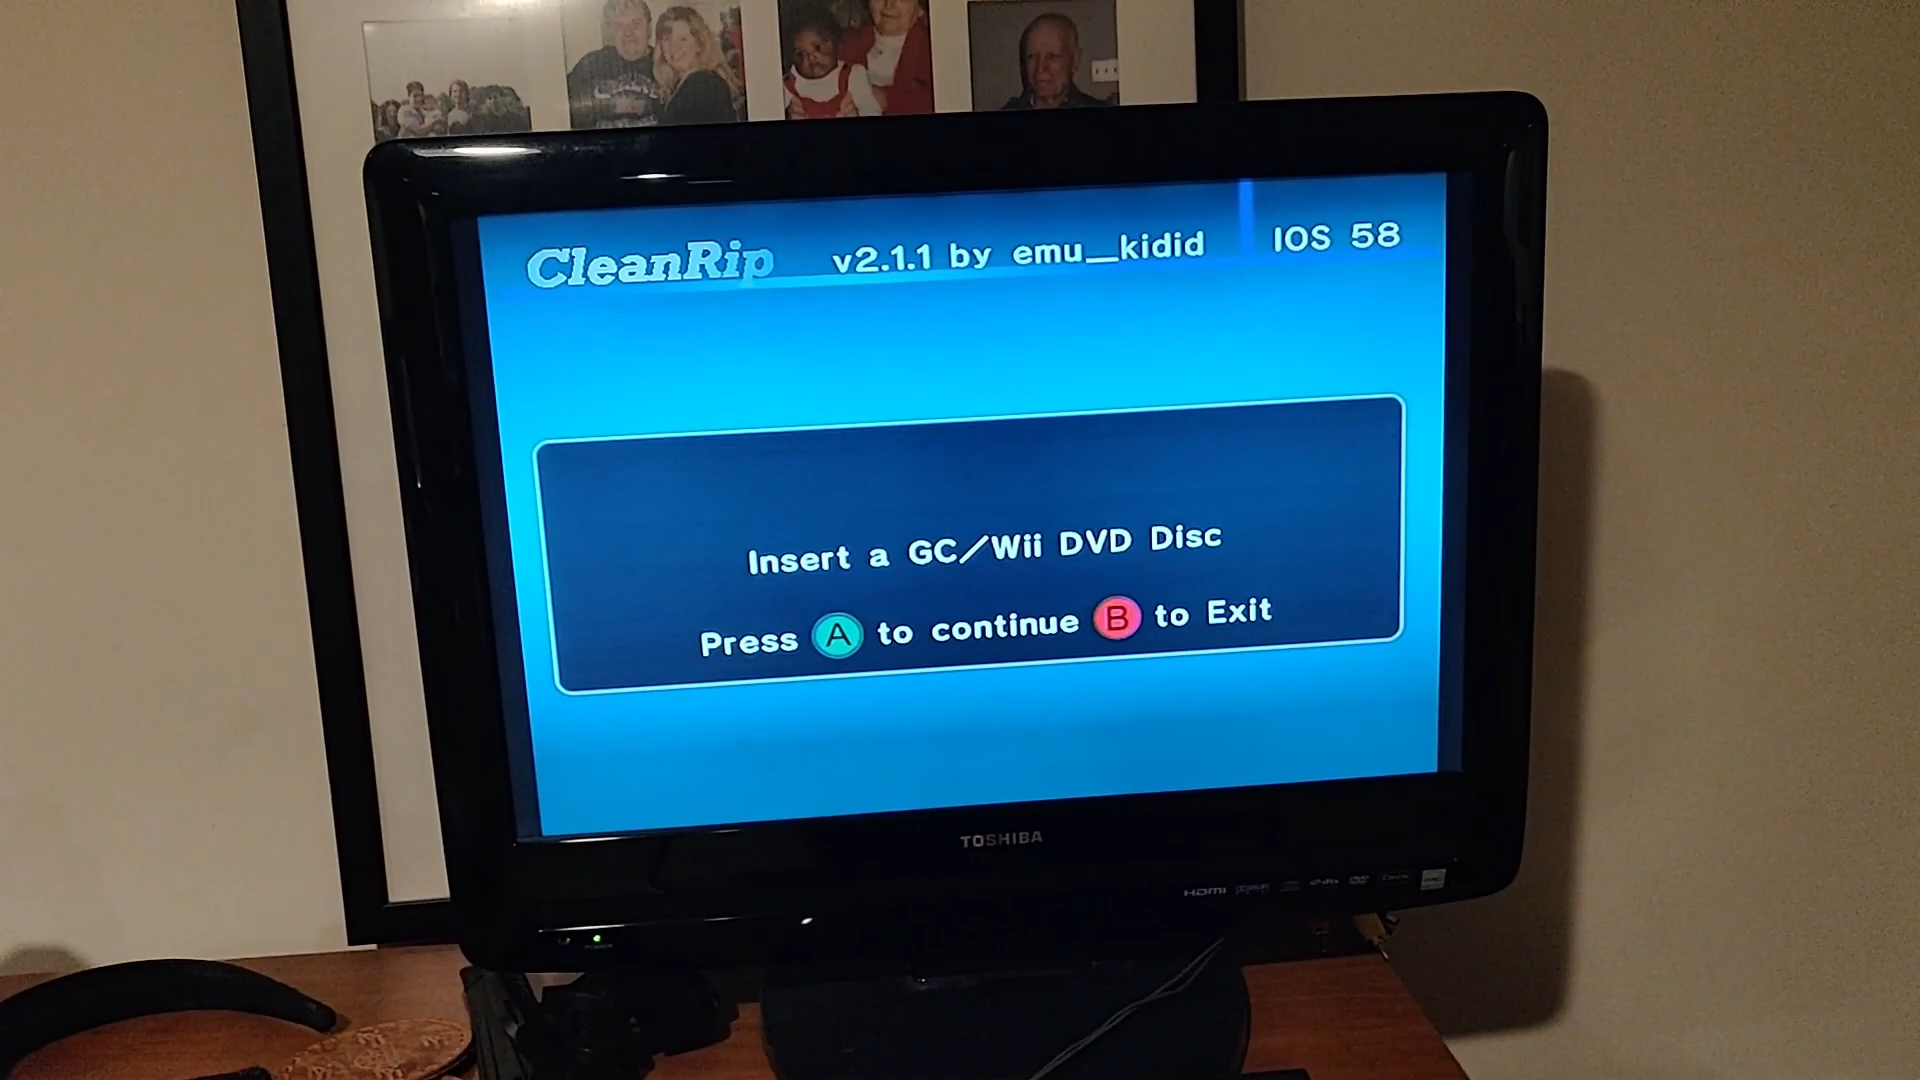 CleanRip v2.1.1 by emu_kidid IOS 58
Insert a GC/Wii DVD Disc
Press A to continue B to Exit
TOSHIBA
HDMI
POWER